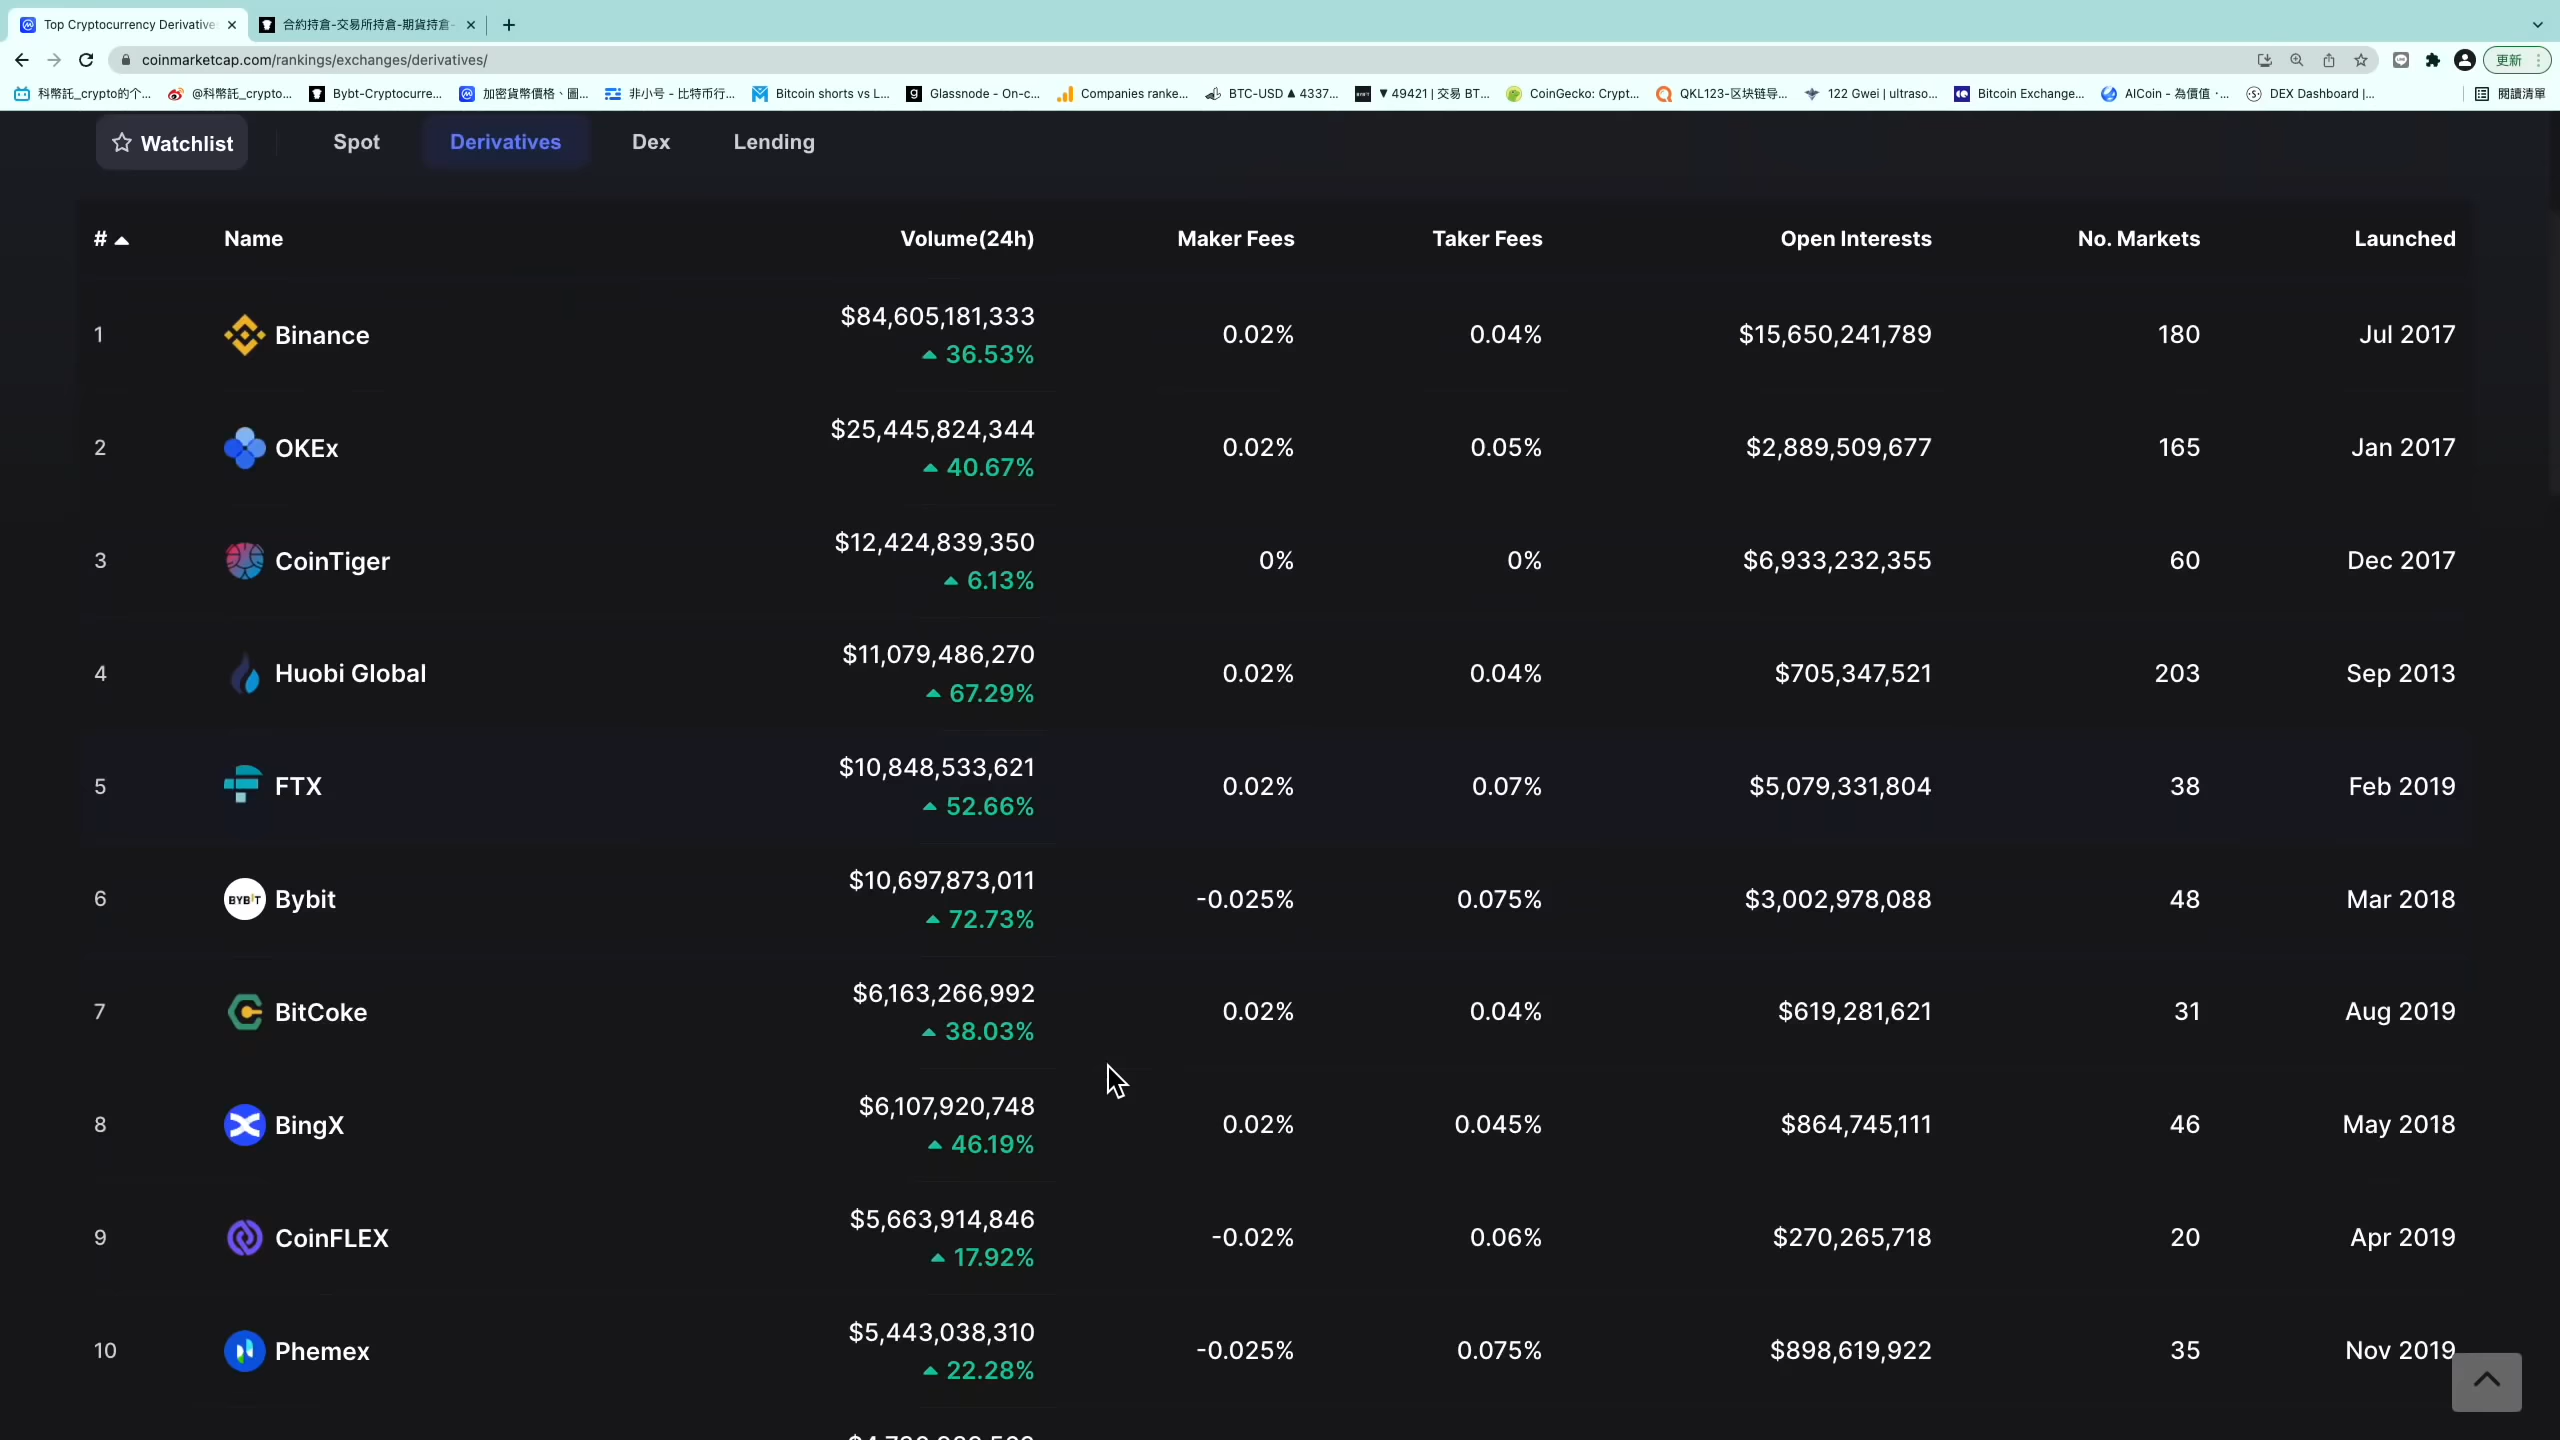 Top Cryptocurrency Derivative
合約持倉-交易所持倉-期貨持倉-
coinmarketcap.com/rankings/exchanges/derivatives/
更新
科幣託_crypto的个... @科幣託_crypto... Bybt-Cryptocurre... 加密貨幣價格、圖... 非小号 - 比特币行... Bitcoin shorts vs L... Glassnode - On-c... Companies ranke... BTC-USD ▲ 4337... ▼ 49421 | 交易 BT... CoinGecko: Crypt... QKL123-区块链导... 122 Gwei | ultraso... Bitcoin Exchange... AICoin - 為價值·... DEX Dashboard |... 閱讀清單
Watchlist Spot Derivatives Dex Lending
# Name Volume(24h) Maker Fees Taker Fees Open Interests No. Markets Launched
$84,605,181,333
1 Binance 0.02% 0.04% $15,650,241,789 180 Jul 2017
36.53%
$25,445,824,344
2 OKEx 0.02% 0.05% $2,889,509,677 165 Jan 2017
40.67%
$12,424,839,350
3 CoinTiger 0% 0% $6,933,232,355 60 Dec 2017
6.13%
$11,079,486,270
4 Huobi Global 0.02% 0.04% $705,347,521 203 Sep 2013
67.29%
$10,848,533,621
5 FTX 0.02% 0.07% $5,079,331,804 38 Feb 2019
52.66%
$10,697,873,011
6 BYBIT Bybit -0.025% 0.075% $3,002,978,088 48 Mar 2018
72.73%
$6,163,266,992
7 BitCoke 0.02% 0.04% $619,281,621 31 Aug 2019
38.03%
$6,107,920,748
8 BingX 0.02% 0.045% $864,745,111 46 May 2018
46.19%
$5,663,914,846
9 CoinFLEX -0.02% 0.06% $270,265,718 20 Apr 2019
17.92%
$5,443,038,310
10 Phemex -0.025% 0.075% $898,619,922 35 Nov 2019
22.28%